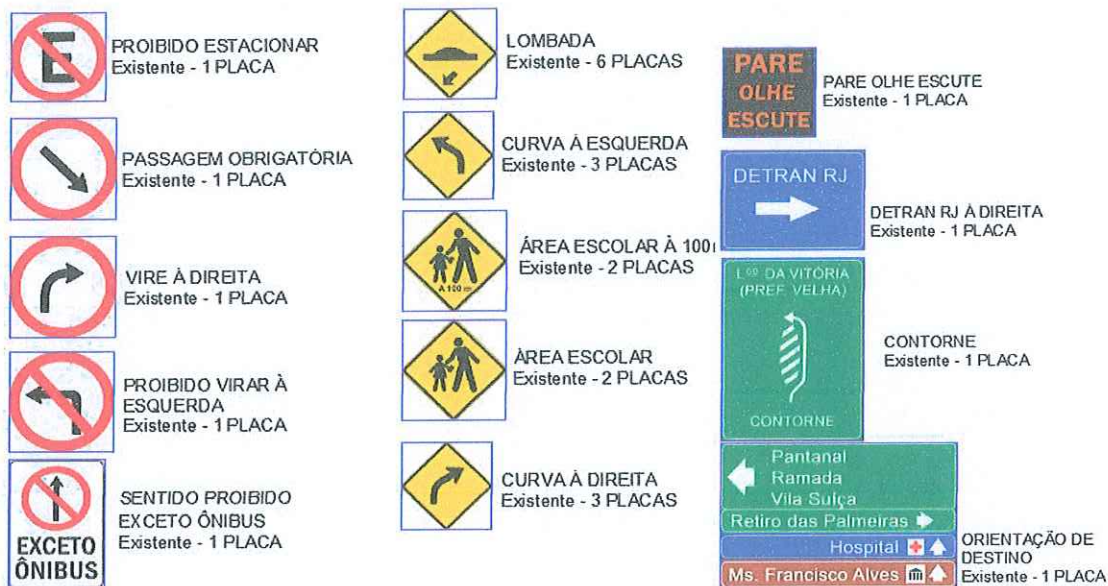 E
PROIBIDO ESTACIONAR
Existente - 1 PLACA
PASSAGEM OBRIGATÓRIA
Existente - 1 PLACA
VIRE À DIREITA
Existente - 1 PLACA
PROIBIDO VIRAR À
ESQUERDA
Existente - 1 PLACA
EXCETO
ÔNIBUS
SENTIDO PROIBIDO
EXCETO ÔNIBUS
Existente - 1 PLACA
LOMBADA
Existente - 6 PLACAS
CURVA À ESQUERDA
Existente - 3 PLACAS
A 100 m
ÁREA ESCOLAR À 100
Existente - 2 PLACAS
ÀREA ESCOLAR
Existente - 2 PLACAS
CURVA À DIREITA
Existente - 3 PLACAS
PARE
OLHE
ESCUTE
PARE OLHE ESCUTE
Existente - 1 PLACA
DETRAN RJ
DETRAN RJ À DIREITA
Existente - 1 PLACA
Lgo DA VITÓRIA
(PREF. VELHA)
CONTORNE
CONTORNE
Existente - 1 PLACA
Pantanal
Ramada
Vila Suíça
Retiro das Palmeiras
Hospital
Ms. Francisco Alves
ORIENTAÇÃO DE
DESTINO
Existente - 1 PLACA